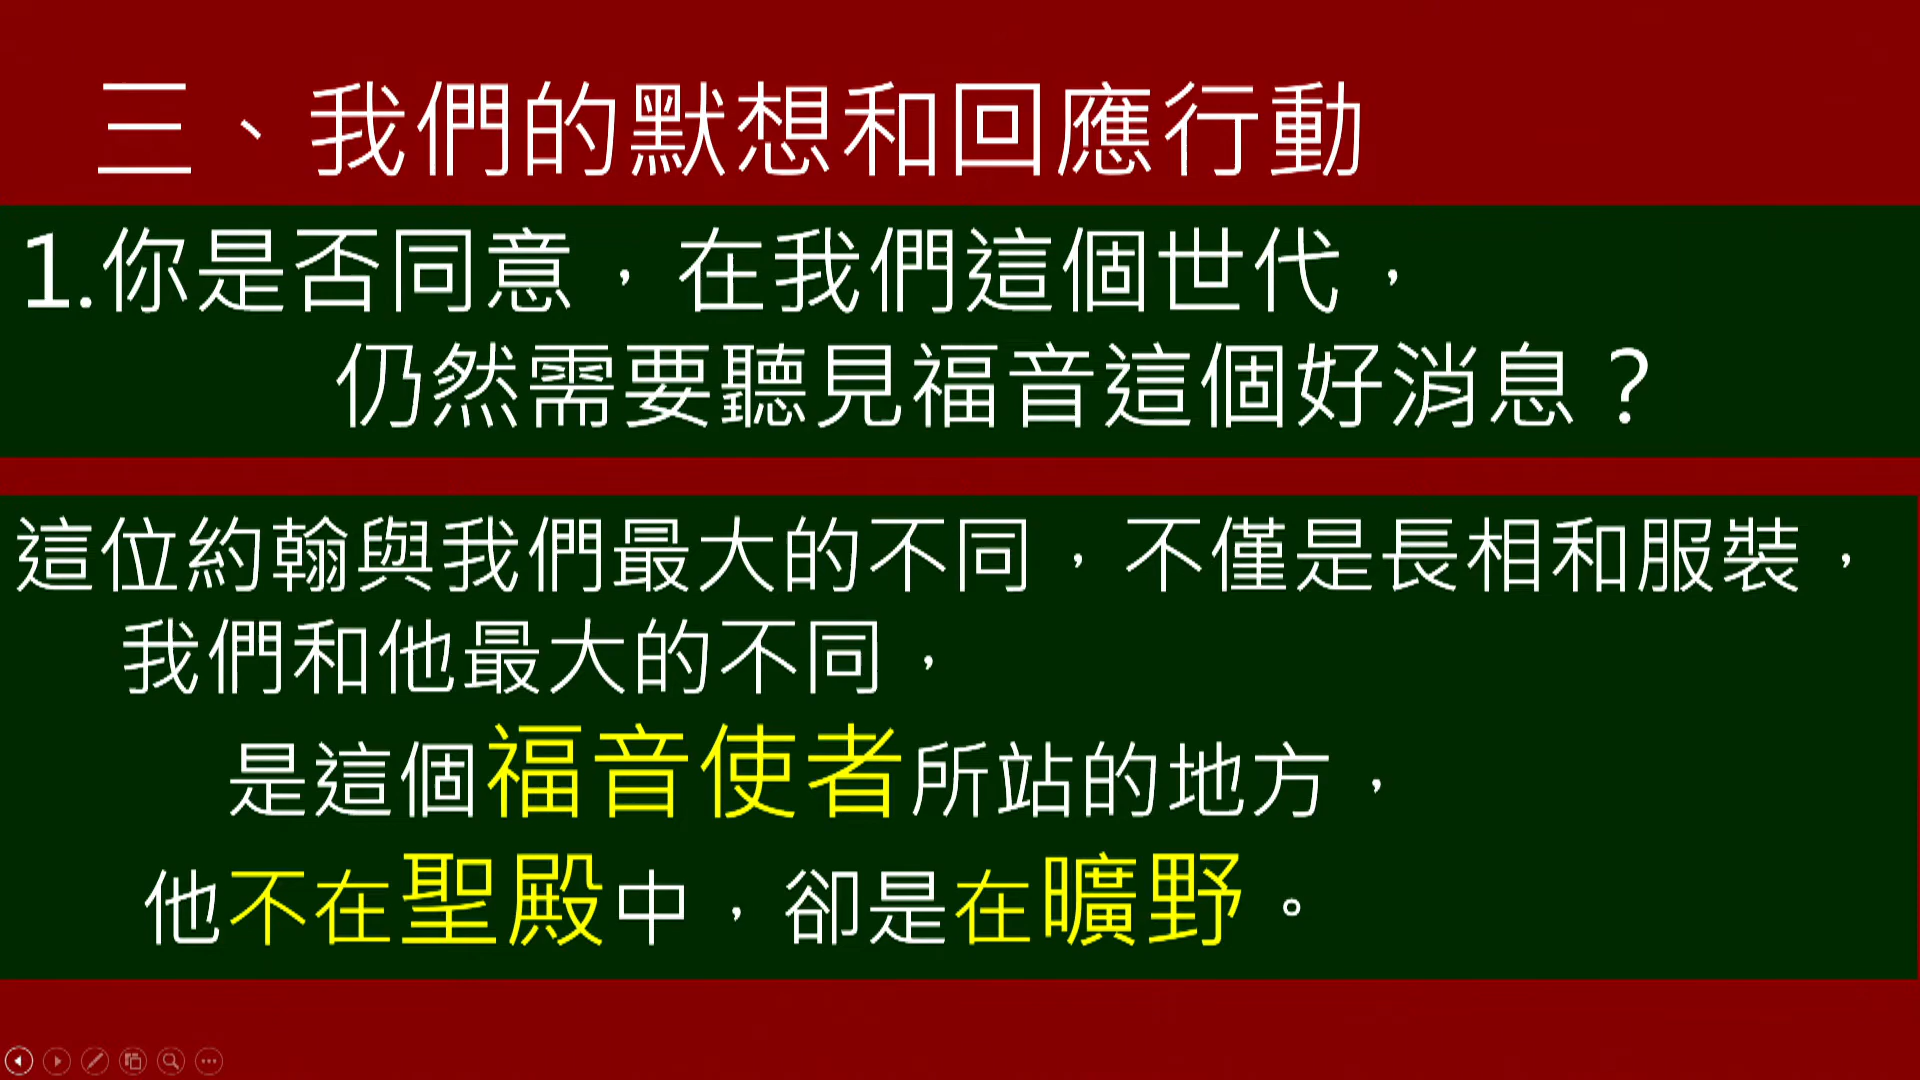 三、我們的默想和回應行動
1.你是否同意，在我們這個世代，
仍然需要聽見福音這個好消息？
這位約翰與我們最大的不同，不僅是長相和服裝，
我們和他最大的不同，
是這個福音使者所站的地方，
他不在聖殿中，卻是在曠野。